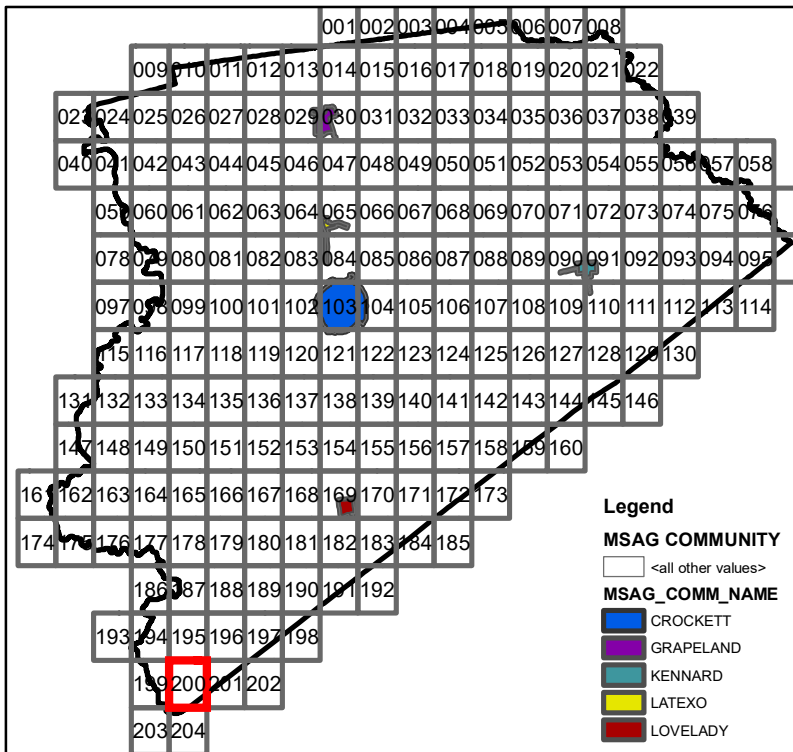 001 002 003 004 005 006 007 008
009 010 011 012 013 014 015 016 017 018 019 020 021 022
023 024 025 026 027 028 029 030 031 032 033 034 035 036 037 038 039
040 041 042 043 044 045 046 047 048 049 050 051 052 053 054 055 056 057 058
059 060 061 062 063 064 065 066 067 068 069 070 071 072 073 074 075 076
078 079 080 081 082 083 084 085 086 087 088 089 090 091 092 093 094 095
097 098 099 100 101 102 103 104 105 106 107 108 109 110 111 112 113 114
115 116 117 118 119 120 121 122 123 124 125 126 127 128 129 130
131 132 133 134 135 136 137 138 139 140 141 142 143 144 145 146
147 148 149 150 151 152 153 154 155 156 157 158 159 160
161 162 163 164 165 166 167 168 169 170 171 172 173
174 175 176 177 178 179 180 181 182 183 184 185
186 187 188 189 190 191 192
193 194 195 196 197 198
199 200 201 202
203 204
Legend
MSAG COMMUNITY
<all other values>
MSAG_COMM_NAME
CROCKETT
GRAPELAND
KENNARD
LATEXO
LOVELADY